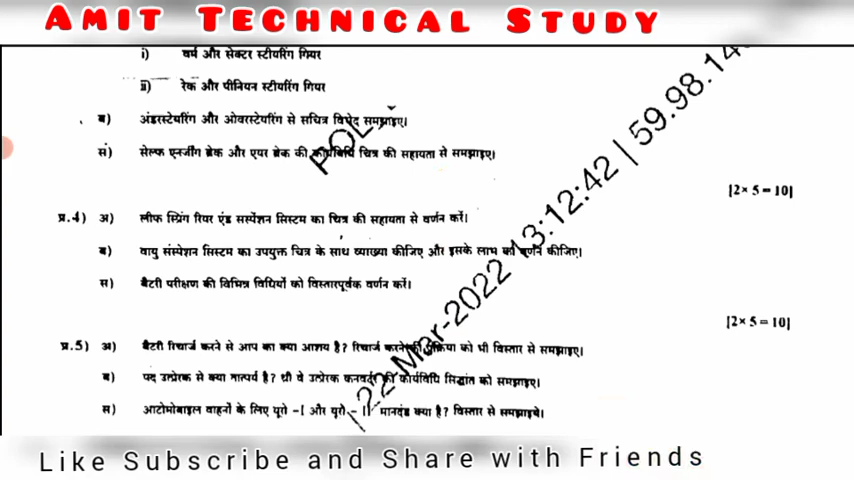 AMIT TECHNICAL STUDY
i) वर्म और सेक्टर स्टीयरिंग गियर
ii) रेक और पीनियन स्टीयरिंग गियर
ब) अंडरस्टेयरिंग और ओवरस्टेयरिंग से सचित्र विभेद समझाइए।
स) सेल्फ एनर्जींग ब्रेक और एयर ब्रेक की कार्यविधि चित्र की सहायता से समझाइए।
[2× 5 = 10]
प्र.4) अ) लीफ स्प्रिंग रियर एंड सस्पेंशन सिस्टम का चित्र की सहायता से वर्णन करें।
ब) वायु संस्पेशन सिस्टम का उपयुक्त चित्र के साथ व्याख्या कीजिए और इसके लाभ का वर्णन कीजिए।
स) बैटरी परीक्षण की विभिन्न विधियों को विस्तारपूर्वक वर्णन करें।
[2× 5 = 10]
प्र.5) अ) बैटरी रिचार्ज करने से आप का क्या आशय है? रिचार्ज करने की प्रक्रिया को भी विस्तार से समझाइए।
ब) पद उत्प्रेरक से क्या तात्पर्य है? थ्री वे उत्प्रेरक कनवर्टर की कार्यविधि सिद्धांत को समझाइए।
स) आटोमोबाइल वाहनों के लिए यूरो -I और यूरो - II मानदंड क्या है? विस्तार से समझाइये।
| 22-Mar-2022 13:12:42 | 59.98.14
Like Subscribe and Share with Friends